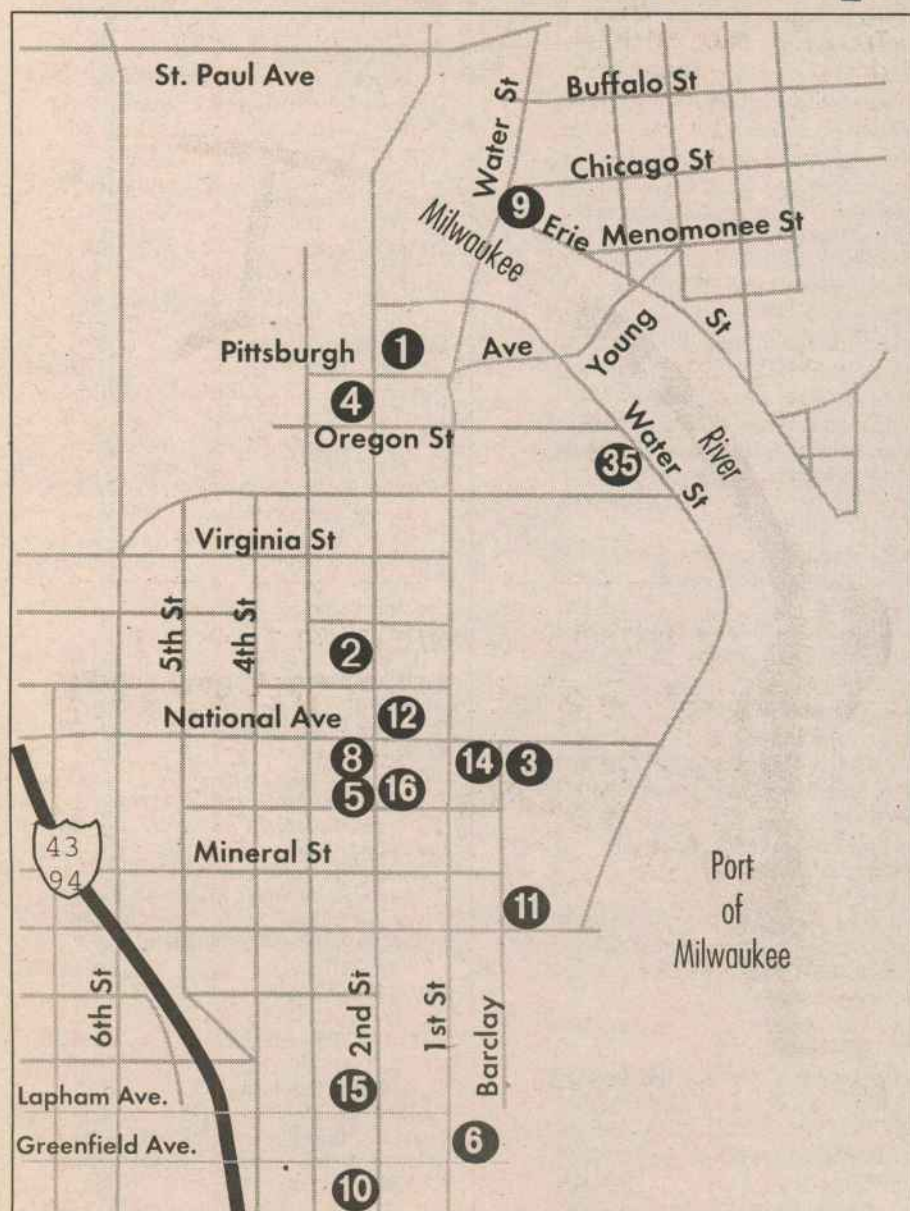 St. Paul Ave
Buffalo St
Water St
Chicago St
9
Erie
Menomonee St
Milwaukee
Pittsburgh
1
Ave
Young
St
4
Oregon St
Water St
River
35
Virginia St
5th St
4th St
2
National Ave
12
8
14
3
5
16
43
94
Mineral St
Port
of
Milwaukee
11
6th St
2nd St
1st St
Barclay
15
Lapham Ave.
Greenfield Ave.
6
10